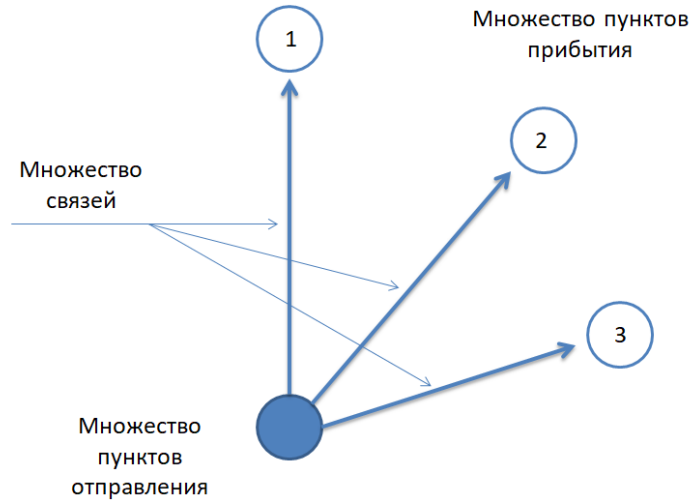 Множество пунктов
прибытия
1
2
Множество
связей
3
Множество
пунктов
отправления